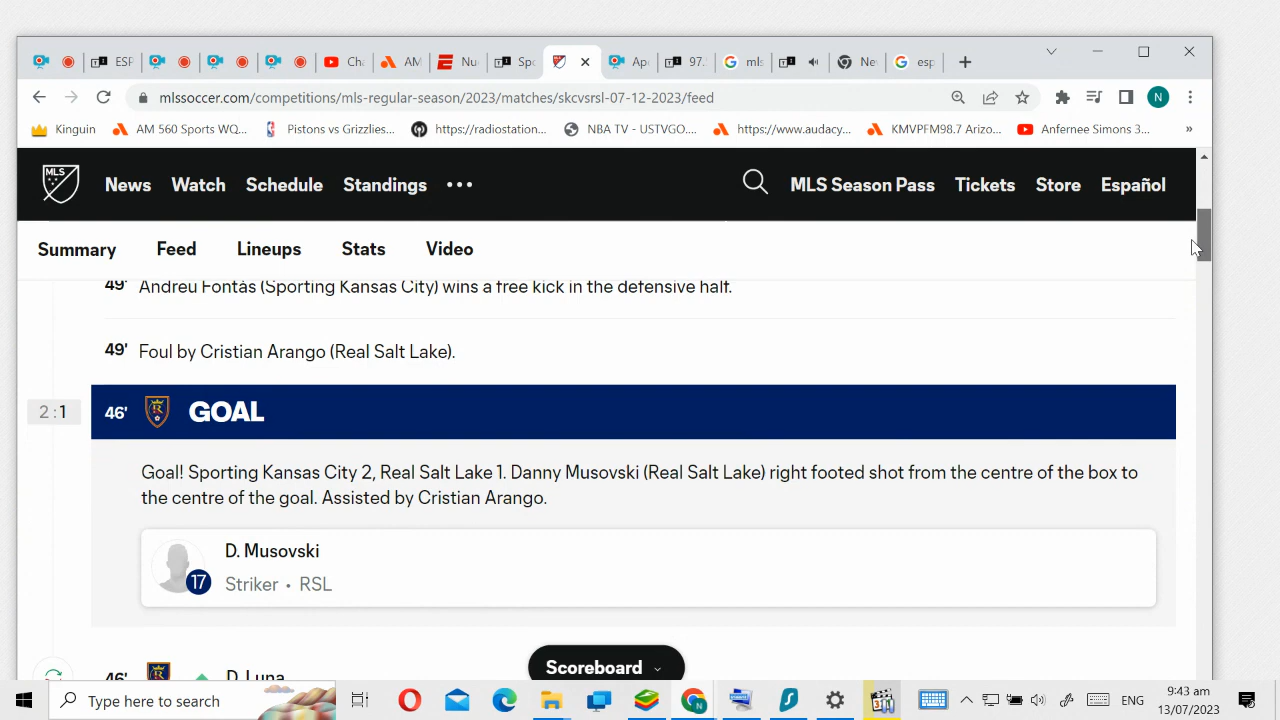 ESF
Ch
AM
Nu
Spo
Ap
97.
mls
Ne
esp
mlssoccer.com/competitions/mls-regular-season/2023/matches/skcvsrsl-07-12-2023/feed
N
Kinguin
AM 560 Sports WQ...
Pistons vs Grizzlies...
https://radiostation...
NBA TV - USTVGO....
https://www.audacy...
KMVPFM98.7 Arizo...
Anfernee Simons 3...
»
MLS
News Watch Schedule Standings ••• MLS Season Pass Tickets Store Español
Summary Feed Lineups Stats Video
49' Andreu Fontás (Sporting Kansas City) wins a free kick in the defensive half.
49' Foul by Cristian Arango (Real Salt Lake).
2 : 1 46' GOAL
Goal! Sporting Kansas City 2, Real Salt Lake 1. Danny Musovski (Real Salt Lake) right footed shot from the centre of the box to
the centre of the goal. Assisted by Cristian Arango.
D. Musovski
17
Striker • RSL
46' D. Luna
Scoreboard
Type here to search
ENG
9:43 am
13/07/2023